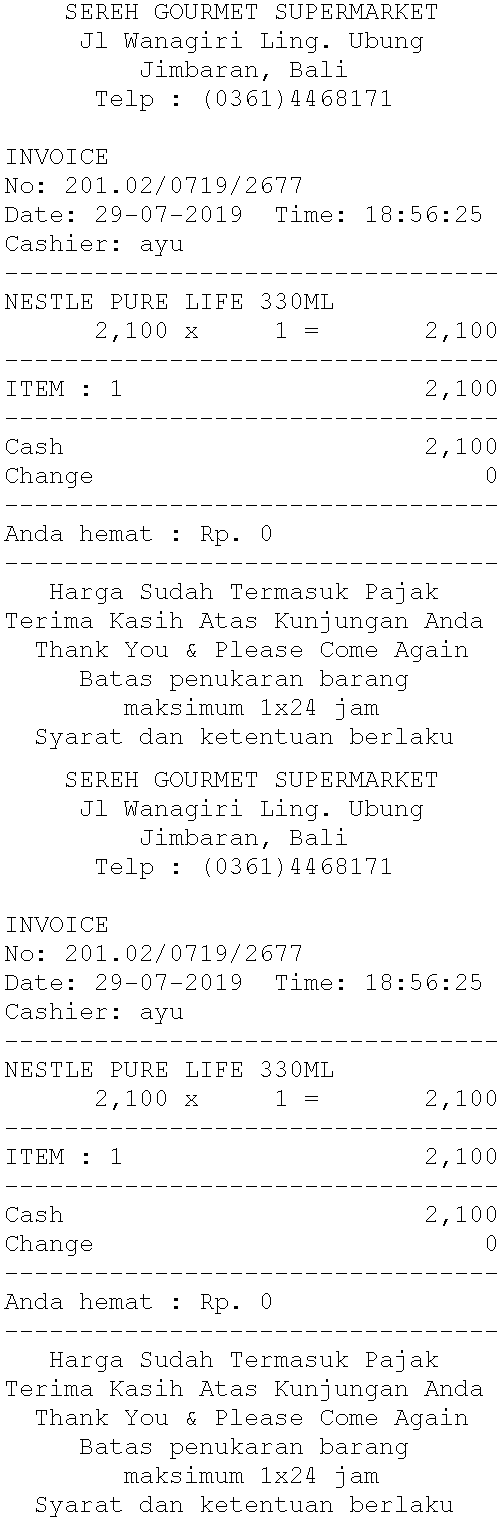 SEREH GOURMET SUPERMARKET
Jl Wanagiri Ling. Ubung
Jimbaran, Bali
Telp : (0361)4468171
INVOICE
No: 201.02/0719/2677
Date: 29-07-2019 Time: 18:56:25
Cashier: ayu
---------------------------------
NESTLE PURE LIFE 330ML
2,100 x 1 = 2,100
---------------------------------
ITEM : 1 2,100
---------------------------------
Cash 2,100
Change 0
---------------------------------
Anda hemat : Rp. 0
---------------------------------
Harga Sudah Termasuk Pajak
Terima Kasih Atas Kunjungan Anda
Thank You & Please Come Again
Batas penukaran barang
maksimum 1x24 jam
Syarat dan ketentuan berlaku
SEREH GOURMET SUPERMARKET
Jl Wanagiri Ling. Ubung
Jimbaran, Bali
Telp : (0361)4468171
INVOICE
No: 201.02/0719/2677
Date: 29-07-2019 Time: 18:56:25
Cashier: ayu
---------------------------------
NESTLE PURE LIFE 330ML
2,100 x 1 = 2,100
---------------------------------
ITEM : 1 2,100
---------------------------------
Cash 2,100
Change 0
---------------------------------
Anda hemat : Rp. 0
---------------------------------
Harga Sudah Termasuk Pajak
Terima Kasih Atas Kunjungan Anda
Thank You & Please Come Again
Batas penukaran barang
maksimum 1x24 jam
Syarat dan ketentuan berlaku